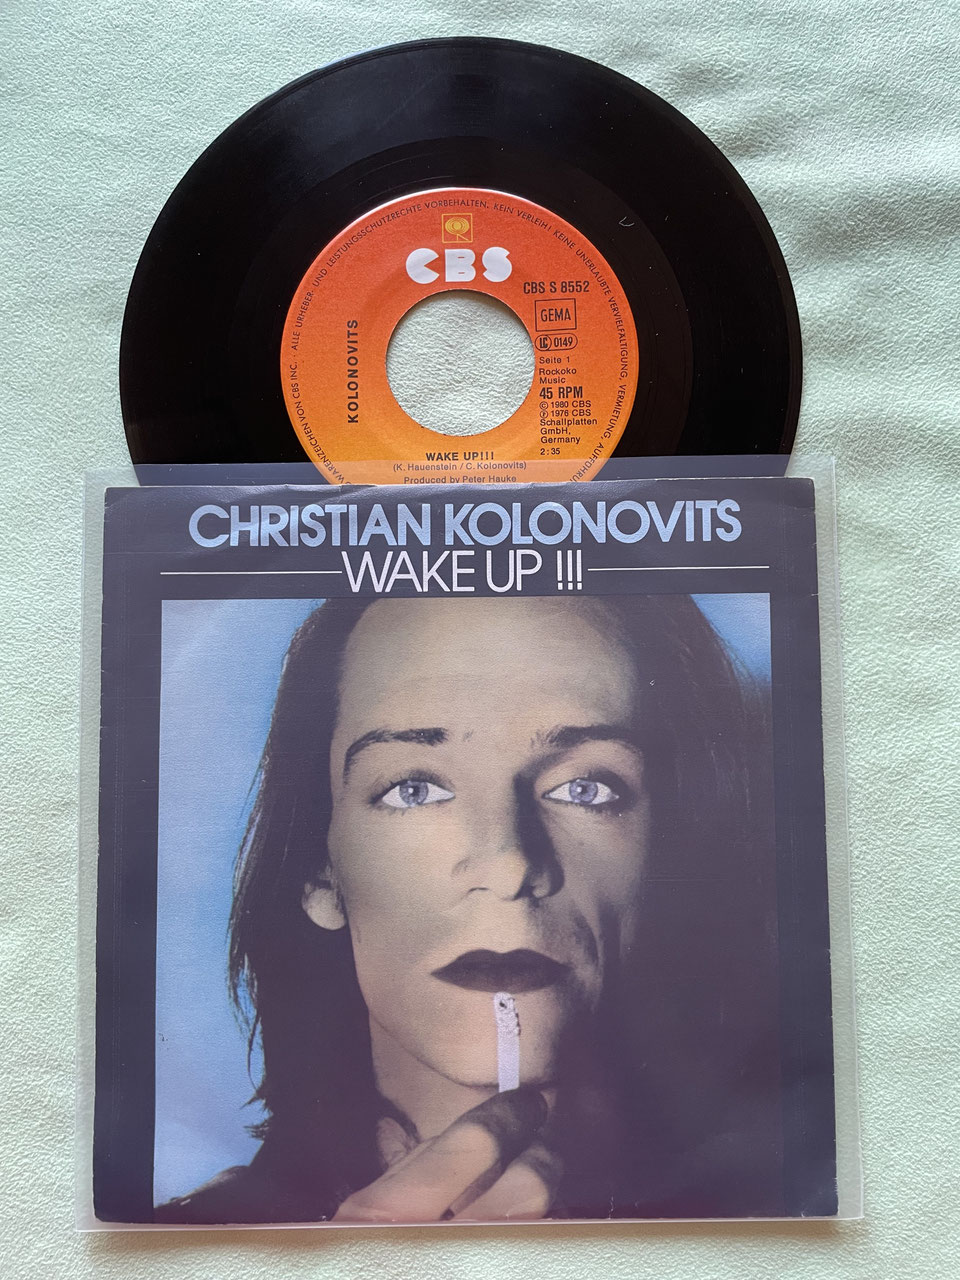 ALLE URHEBER- UND LEISTUNGSSCHUTZRECHTE VORBEHALTEN. KEIN VERLEIH! KEINE UNERLAUBTE VERVIELFÄLTIGUNG, VERMIETUNG, AUFFÜHRU
WARENZEICHEN VON CBS INC.
CBS
CBS S 8552
GEMA
LC 0149
KOLONOVITS
Seite 1
Rockoko
Music
45 RPM
© 1980 CBS
℗ 1976 CBS
Schallplatten
GmbH,
Germany
2:35
WAKE UP!!!
(K. Hauenstein / C. Kolonovits)
Produced by Peter Hauke
CHRISTIAN KOLONOVITS
WAKE UP !!!